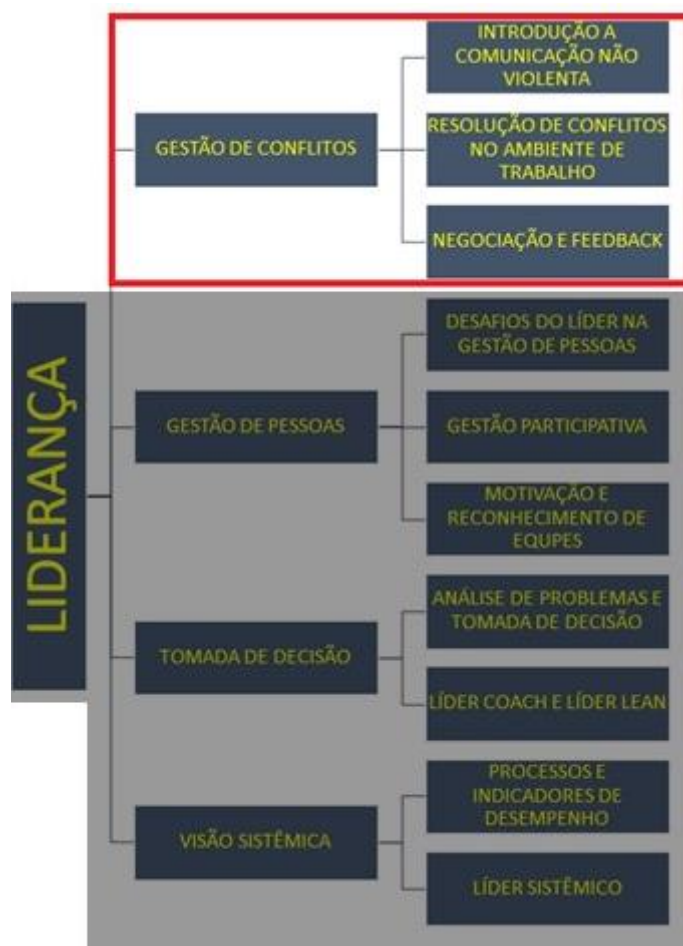 INTRODUÇÃO A
COMUNICAÇÃO NÃO
VIOLENTA
GESTÃO DE CONFLITOS
RESOLUÇÃO DE CONFLITOS
NO AMBIENTE DE
TRABALHO
NEGOCIAÇÃO E FEEDBACK
LIDERANÇA
DESAFIOS DO LÍDER NA
GESTÃO DE PESSOAS
GESTÃO DE PESSOAS
GESTÃO PARTICIPATIVA
MOTIVAÇÃO E
RECONHECIMENTO DE
EQUPES
ANÁLISE DE PROBLEMAS E
TOMADA DE DECISÃO
TOMADA DE DECISÃO
LÍDER COACH E LÍDER LEAN
PROCESSOS E
INDICADORES DE
DESEMPENHO
VISÃO SISTÊMICA
LÍDER SISTÊMICO